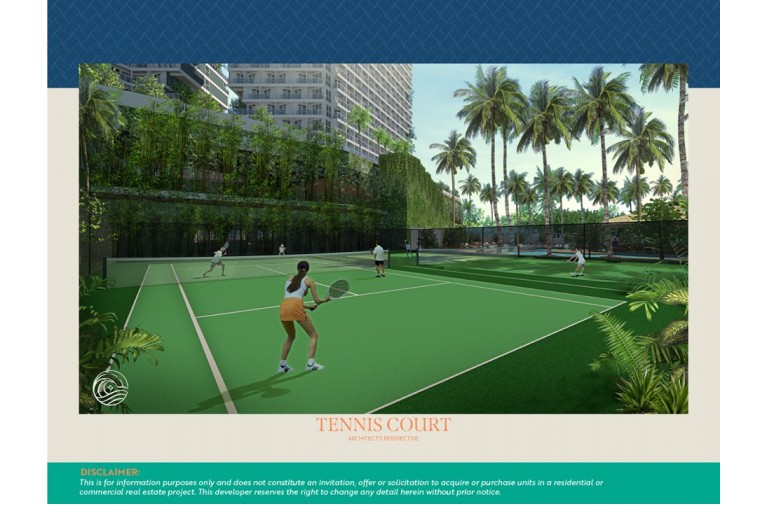 TENNIS COURT
ARCHITECT'S PERSPECTIVE
DISCLAIMER:
This is for information purposes only and does not constitute an invitation, offer or solicitation to acquire or purchase units in a residential or
commercial real estate project. This developer reserves the right to change any detail herein without prior notice.